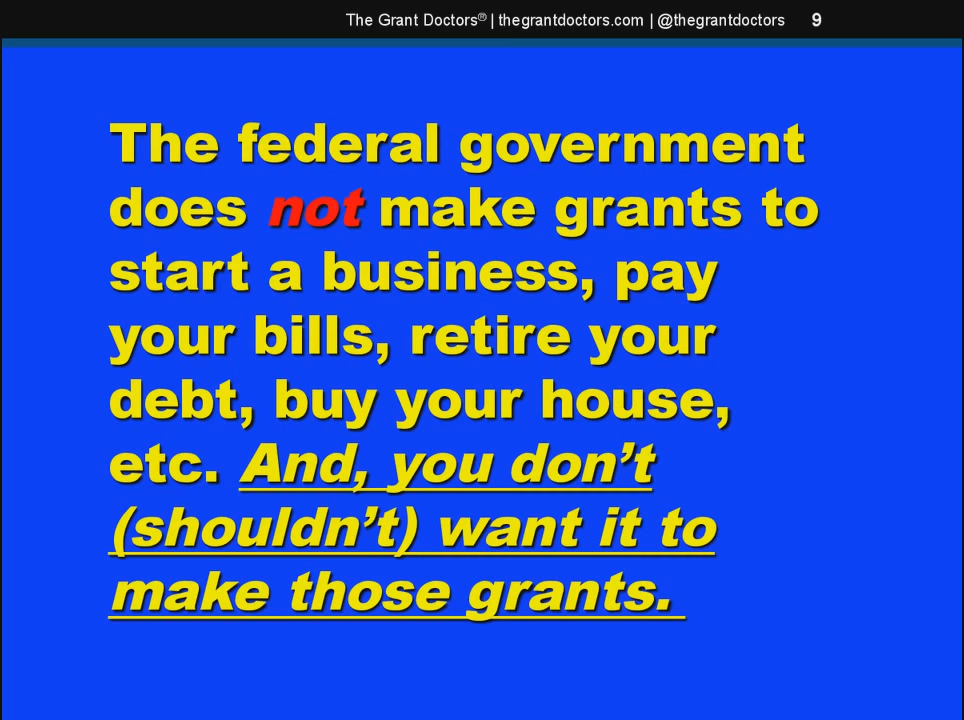 The Grant Doctors® | thegrantdoctors.com | @thegrantdoctors 9
The federal government
does not make grants to
start a business, pay
your bills, retire your
debt, buy your house,
etc. And, you don’t
(shouldn’t) want it to
make those grants.